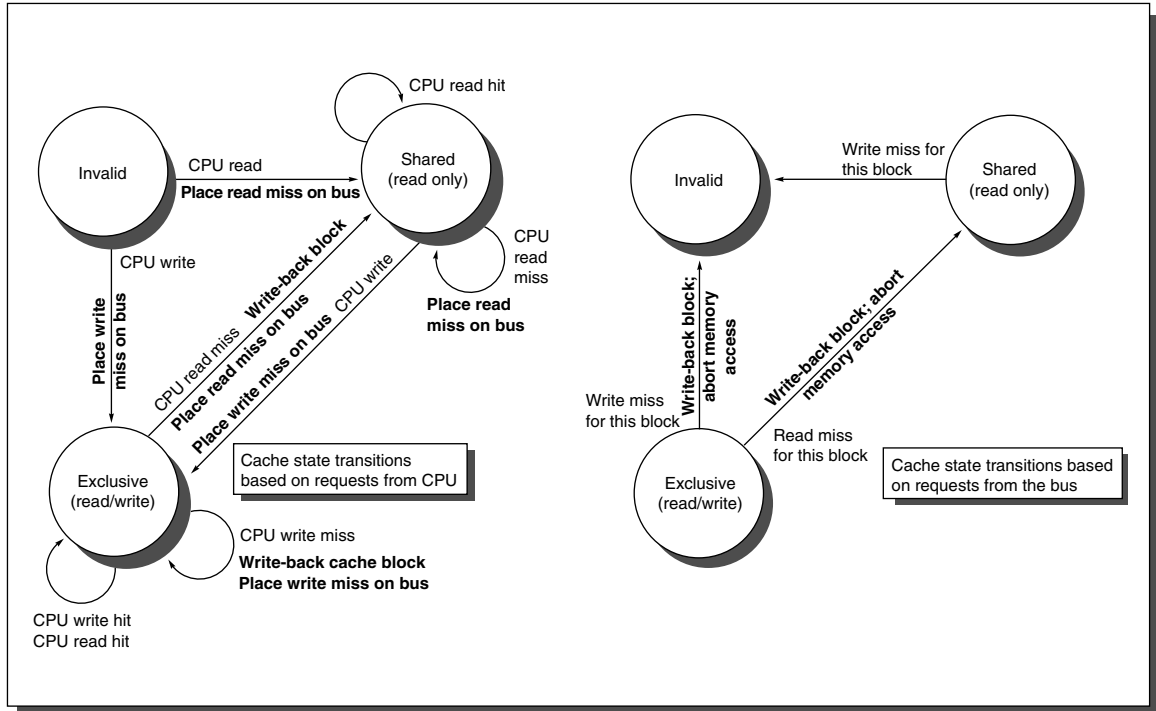 CPU read hit
Invalid
CPU read
Place read miss on bus
Shared
(read only)
CPU write
Place write
miss on bus
CPU
read
miss
Place read
miss on bus
CPU read miss Write-back block
Place read miss on bus
Place write miss on bus CPU write
Exclusive
(read/write)
Cache state transitions
based on requests from CPU
CPU write miss
Write-back cache block
Place write miss on bus
CPU write hit
CPU read hit
Invalid
Write miss for
this block
Shared
(read only)
Write-back block;
abort memory
access
Write-back block; abort
memory access
Write miss
for this block
Read miss
for this block
Exclusive
(read/write)
Cache state transitions based
on requests from the bus